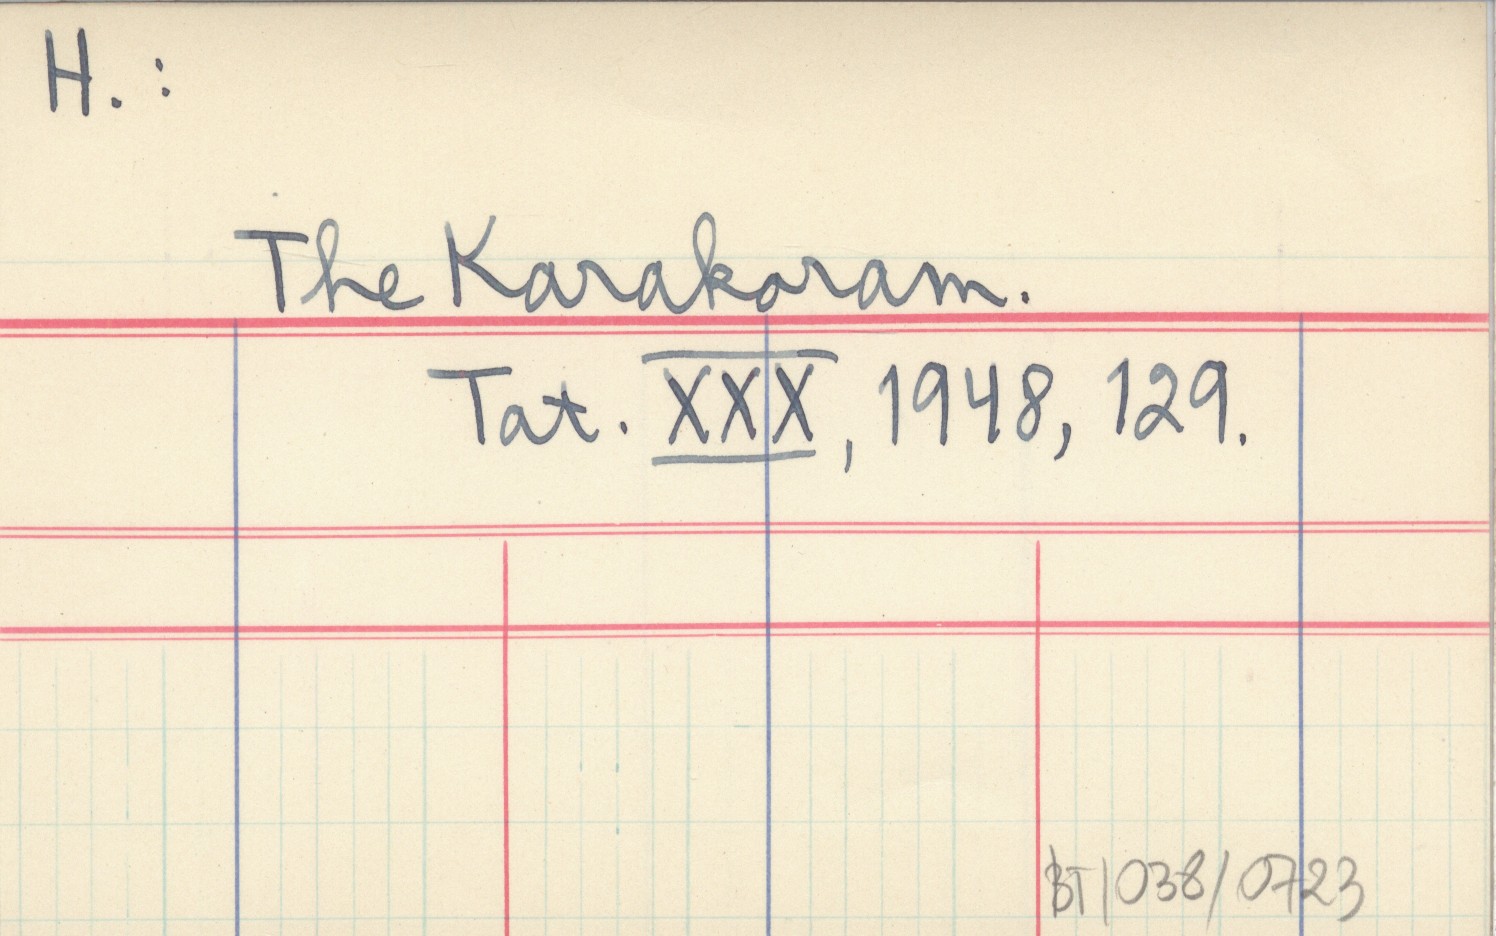 H. :
The Karakoram.
Tat. XXX, 1948, 129.
BT/038/0723